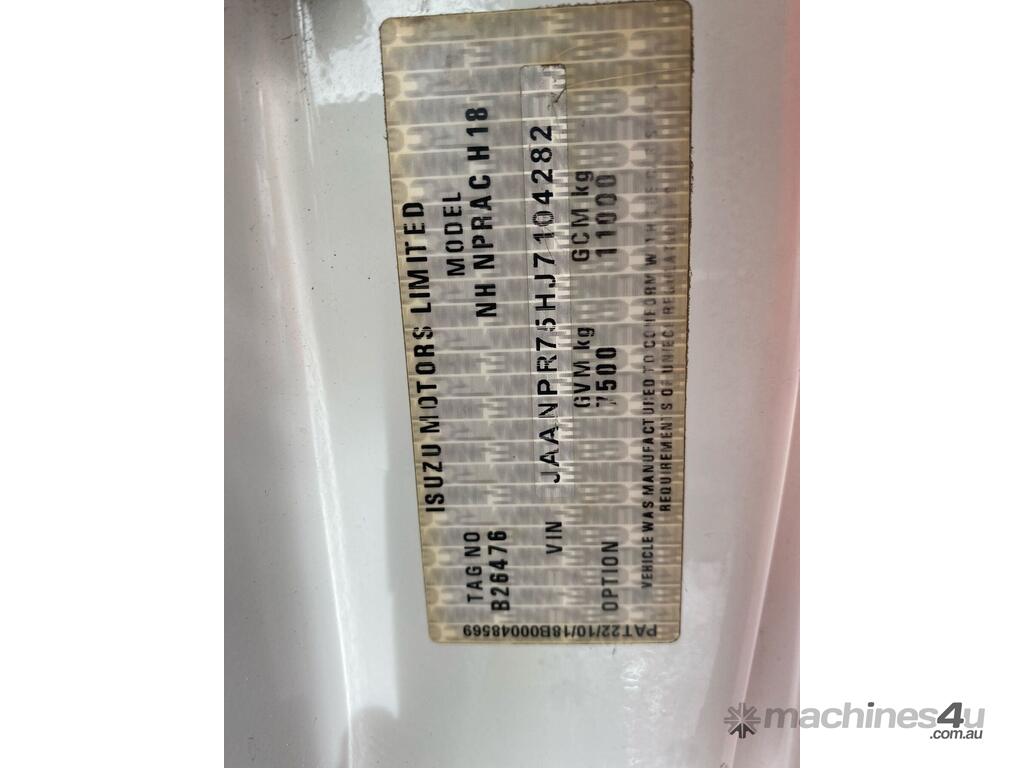 ISUZU MOTORS LIMITED
TAG NO MODEL
B26476 NH NPRAC H18
VIN JAANPR75HJ7104282
GVM kg GCM kg
OPTION 7500 11000
VEHICLE WAS MANUFACTURED TO CONFORM WITH
REQUIREMENTS OF
PAT22/10/18B00048569
machines4u
.com.au